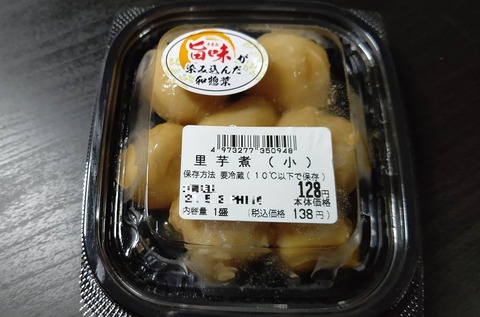 旨味が
染み込んだ
和惣菜
4973277350948
里芋煮(小)
保存方法 要冷蔵(10℃以下で保存)
128円
本体価格
内容量 1盛 (税込価格 138円)